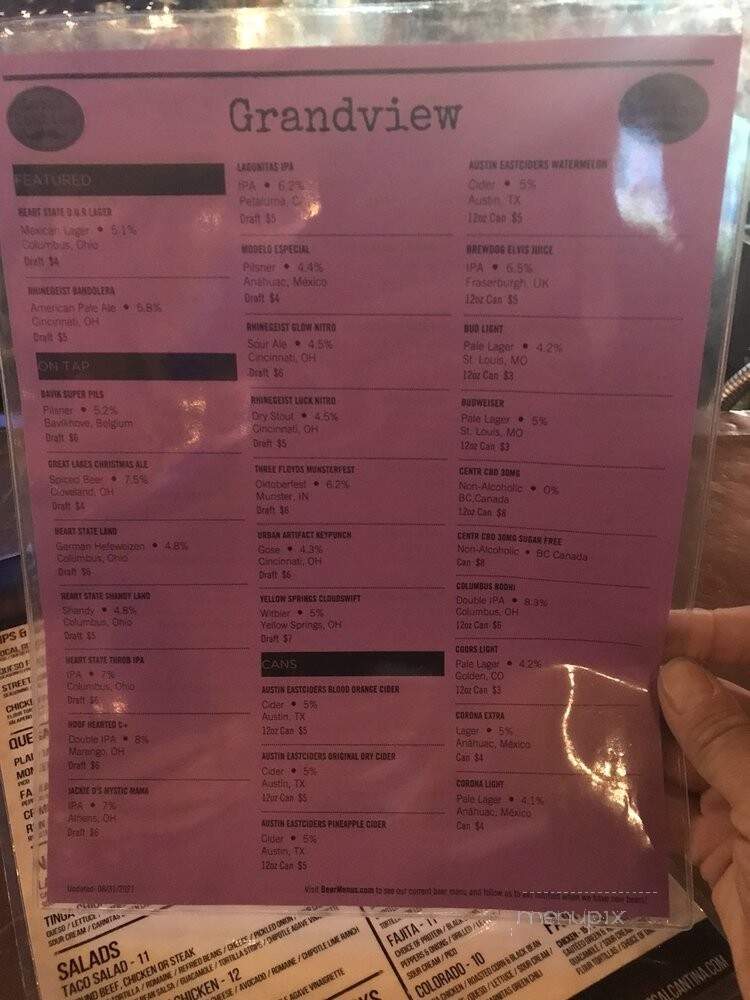 Grandview
FEATURED
HEART STATE D.U.R LAGER
Mexican Lager • 5.1%
Columbus, Ohio
Draft $4
RHINEGEIST BANDOLERA
American Pale Ale • 5.8%
Cincinnati, OH
Draft $5
ON TAP
BAVIK SUPER PILS
Pilsner • 5.2%
Bavikhove, Belgium
Draft $6
GREAT LAKES CHRISTMAS ALE
Spiced Beer • 7.5%
Cleveland, OH
Draft $4
HEART STATE LAND
German Hefeweizen • 4.8%
Columbus, Ohio
Draft $6
HEART STATE SHANDY LAND
Shandy • 4.8%
Columbus, Ohio
Draft $5
HEART STATE THROB IPA
IPA • 7%
Columbus, Ohio
Draft $6
HOOF HEARTED C+
Double IPA • 8%
Marengo, OH
Draft $6
JACKIE O'S MYSTIC MAMA
IPA • 7%
Athens, OH
Draft $6
LAGUNITAS IPA
IPA • 6.2%
Petaluma, C
Draft $5
MODELO ESPECIAL
Pilsner • 4.4%
Anáhuac, México
Draft $4
RHINEGEIST GLOW NITRO
Sour Ale • 4.5%
Cincinnati, OH
Draft $6
RHINEGEIST LUCK NITRO
Dry Stout • 4.5%
Cincinnati, OH
Draft $5
THREE FLOYDS MUNSTERFEST
Oktoberfest • 6.2%
Munster, IN
Draft $6
URBAN ARTIFACT KEYPUNCH
Gose • 4.3%
Cincinnati, OH
Draft $6
YELLOW SPRINGS CLOUDSWIFT
Witbier • 5%
Yellow Springs, OH
Draft $7
CANS
AUSTIN EASTCIDERS BLOOD ORANGE CIDER
Cider • 5%
Austin, TX
12oz Can $5
AUSTIN EASTCIDERS ORIGINAL DRY CIDER
Cider • 5%
Austin, TX
12oz Can $5
AUSTIN EASTCIDERS PINEAPPLE CIDER
Cider • 5%
Austin, TX
12oz Can $5
AUSTIN EASTCIDERS WATERMELON
Cider • 5%
Austin, TX
12oz Can $5
BREWDOG ELVIS JUICE
IPA • 6.5%
Fraserburgh, UK
12oz Can $5
BUD LIGHT
Pale Lager • 4.2%
St. Louis, MO
12oz Can $3
BUDWEISER
Pale Lager • 5%
St. Louis, MO
12oz Can $3
CENTR CBD 30MG
Non-Alcoholic • 0%
BC,Canada
12oz Can $8
CENTR CBD 30MG SUGAR FREE
Non-Alcoholic • BC Canada
Can $8
COLUMBUS BODHI
Double IPA • 8.3%
Columbus, OH
12oz Can $6
COORS LIGHT
Pale Lager • 4.2%
Golden, CO
12oz Can $3
CORONA EXTRA
Lager • 5%
Anáhuac, México
Can $4
CORONA LIGHT
Pale Lager • 4.1%
Anáhuac, México
Can $4
Updated: 08/31/2021
Visit BeerMenus.com to see our current beer menu and follow us to get notified when we have new beers!
menupix
SALADS
TACO SALAD - 11
CHICKEN - 12
FAJITA - 11
COLORADO - 10